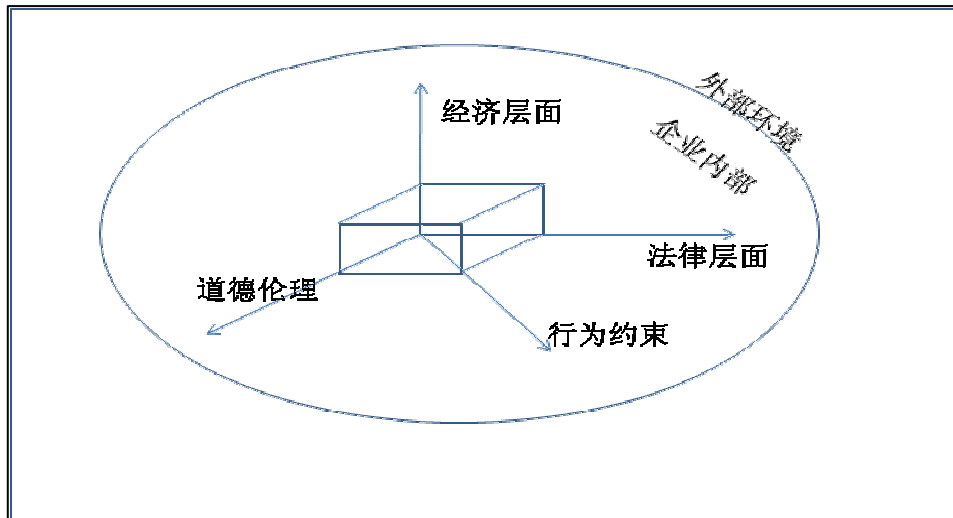 外部环境
经济层面
企业内部
法律层面
道德伦理
行为约束